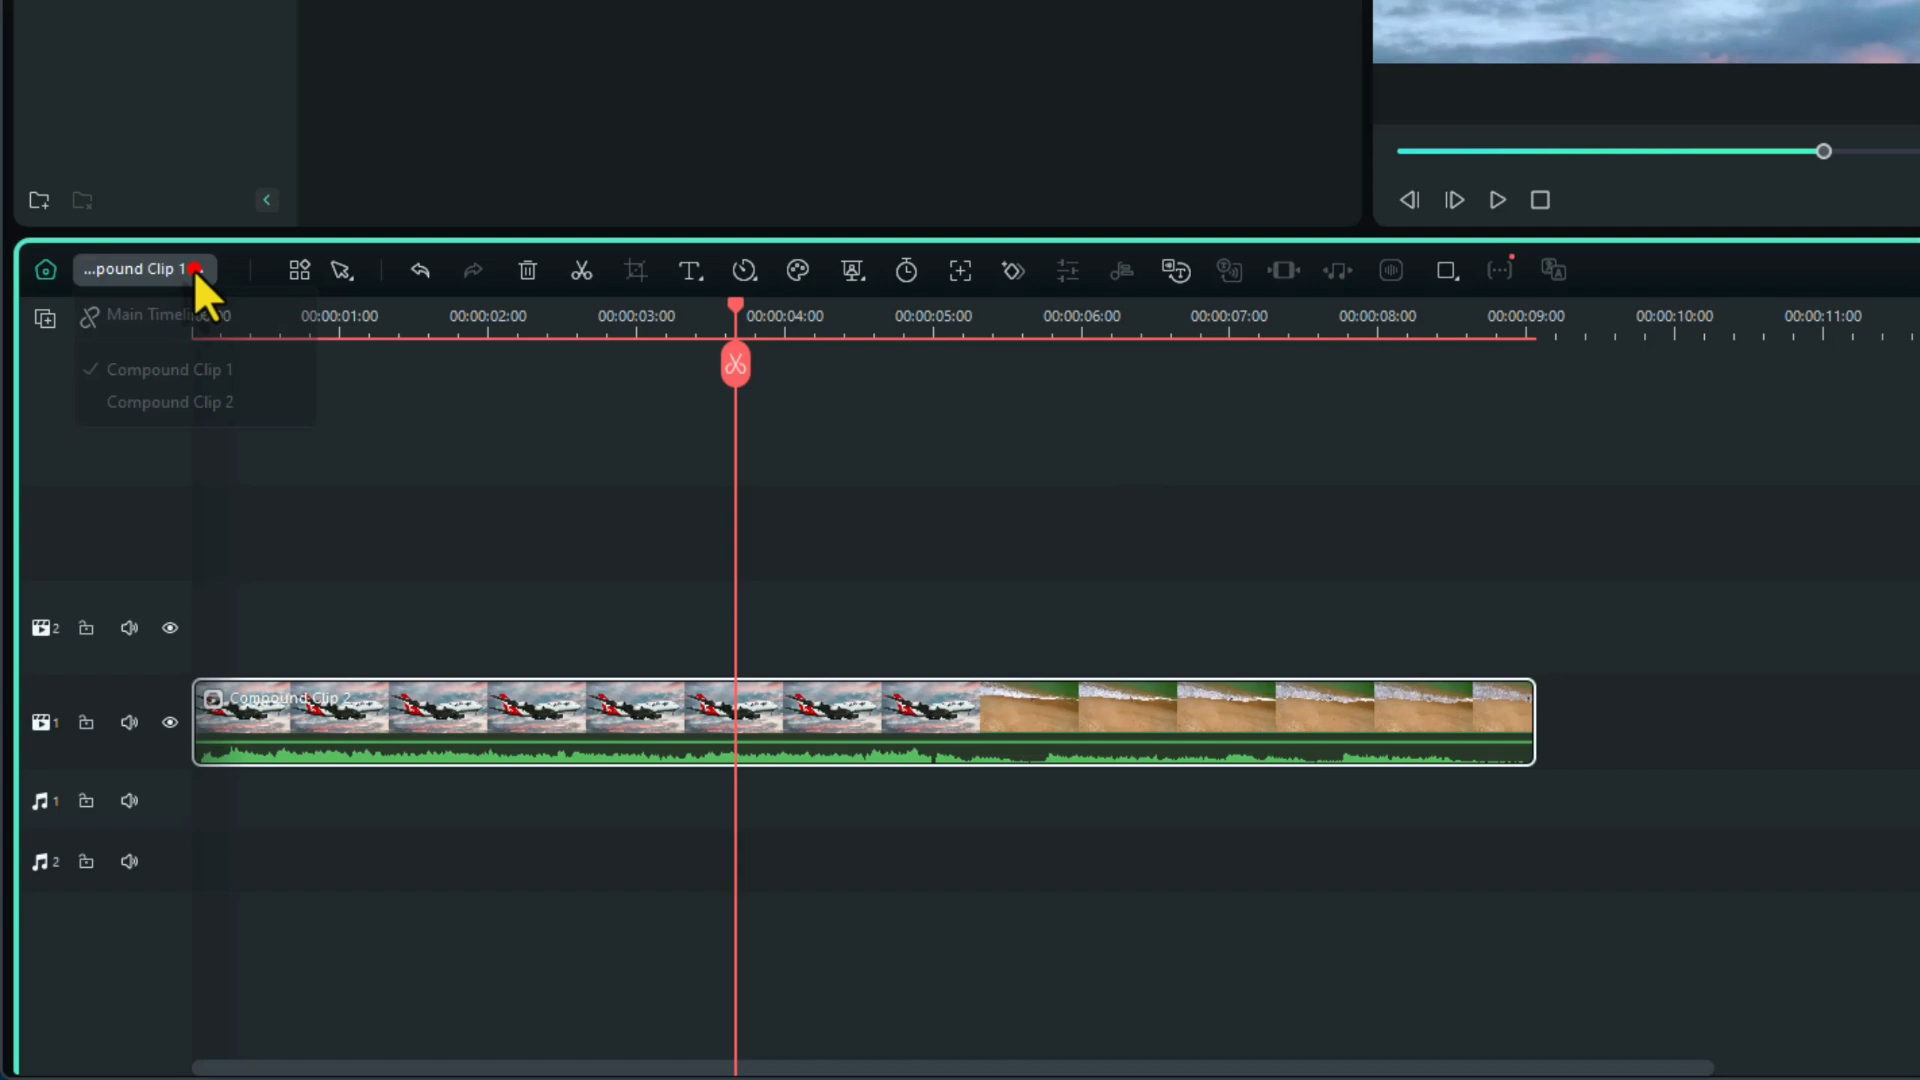 ...pound Clip 1
Main Timeli
00:00:01:00 00:00:02:00 00:00:03:00 00:00:04:00 00:00:05:00 00:00:06:00 00:00:07:00 00:00:08:00 00:00:09:00 00:00:10:00 00:00:11:00
Compound Clip 1
Compound Clip 2
2
Compound Clip 2
1
1
2